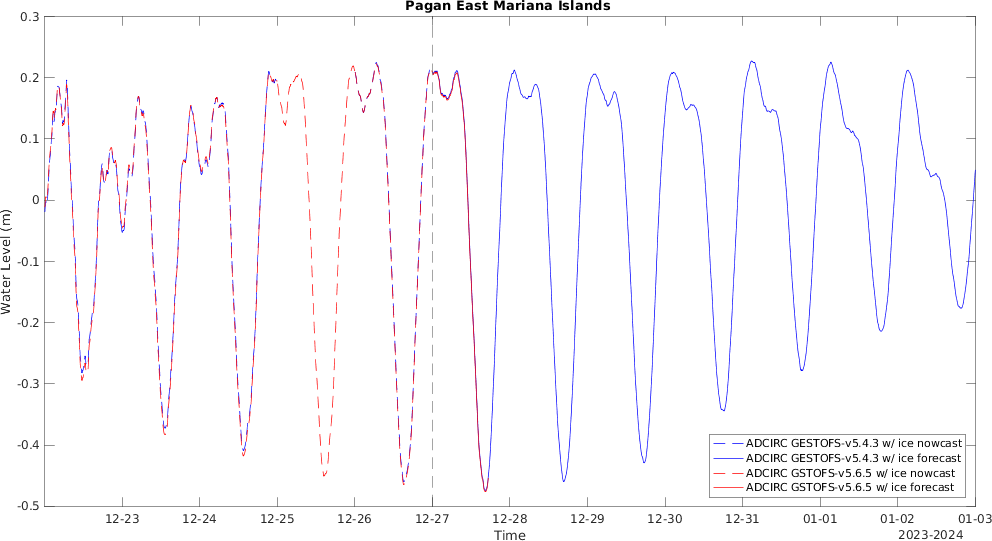 Pagan East Mariana Islands
0.3
0.2
0.1
0
-0.1
-0.2
-0.3
-0.4
-0.5
Water Level (m)
ADCIRC GESTOFS-v5.4.3 w/ ice nowcast
ADCIRC GESTOFS-v5.4.3 w/ ice forecast
ADCIRC GSTOFS-v5.6.5 w/ ice nowcast
ADCIRC GSTOFS-v5.6.5 w/ ice forecast
12-23 12-24 12-25 12-26 12-27 12-28 12-29 12-30 12-31 01-01 01-02 01-03
Time
2023-2024